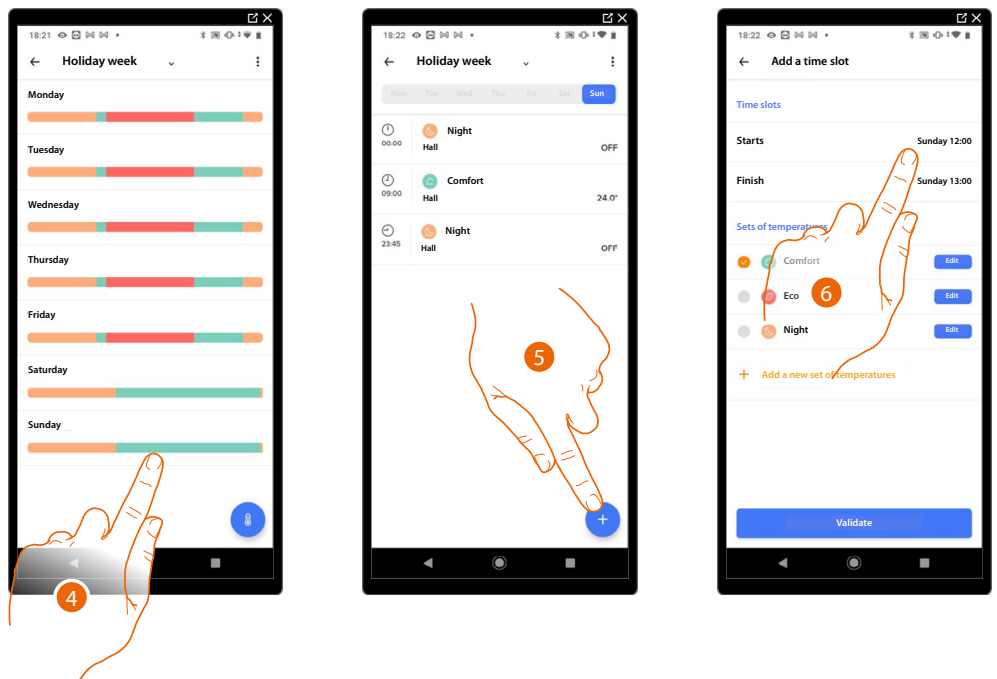 18:21
Holiday week
Monday
Tuesday
Wednesday
Thursday
Friday
Saturday
Sunday
4
18:22
Holiday week
Mon Tue Wed Thu Fri Sat Sun
00:00 Night
Hall OFF
09:00 Comfort
Hall 24.0°
23:45 Night
Hall OFF
5
18:22
Add a time slot
Time slots
Starts Sunday 12:00
Finish Sunday 13:00
Sets of temperatures
Comfort Edit
Eco Edit
Night Edit
6
Add a new set of temperatures
Validate